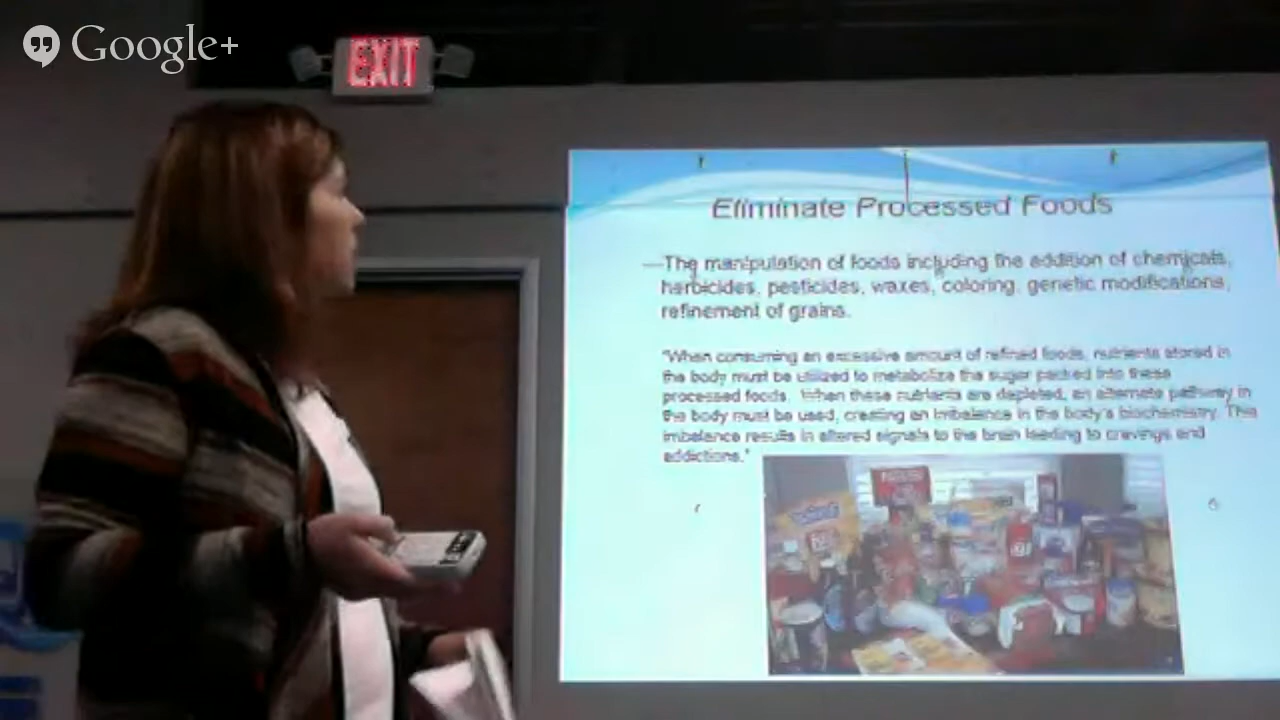 Google+
EXIT
Eliminate Processed Foods
—The manipulation of foods including the addition of chemicals,
herbicides, pesticides, waxes, coloring, genetic modifications,
refinement of grains.
"When consuming an excessive amount of refined foods, nutrients stored in
the body must be utilized to metabolize the sugar packed into these
processed foods. When these nutrients are depleted, an alternate pathway in
the body must be used, creating an imbalance in the body's biochemistry. This
imbalance results in altered signals to the brain leading to cravings and
addictions."